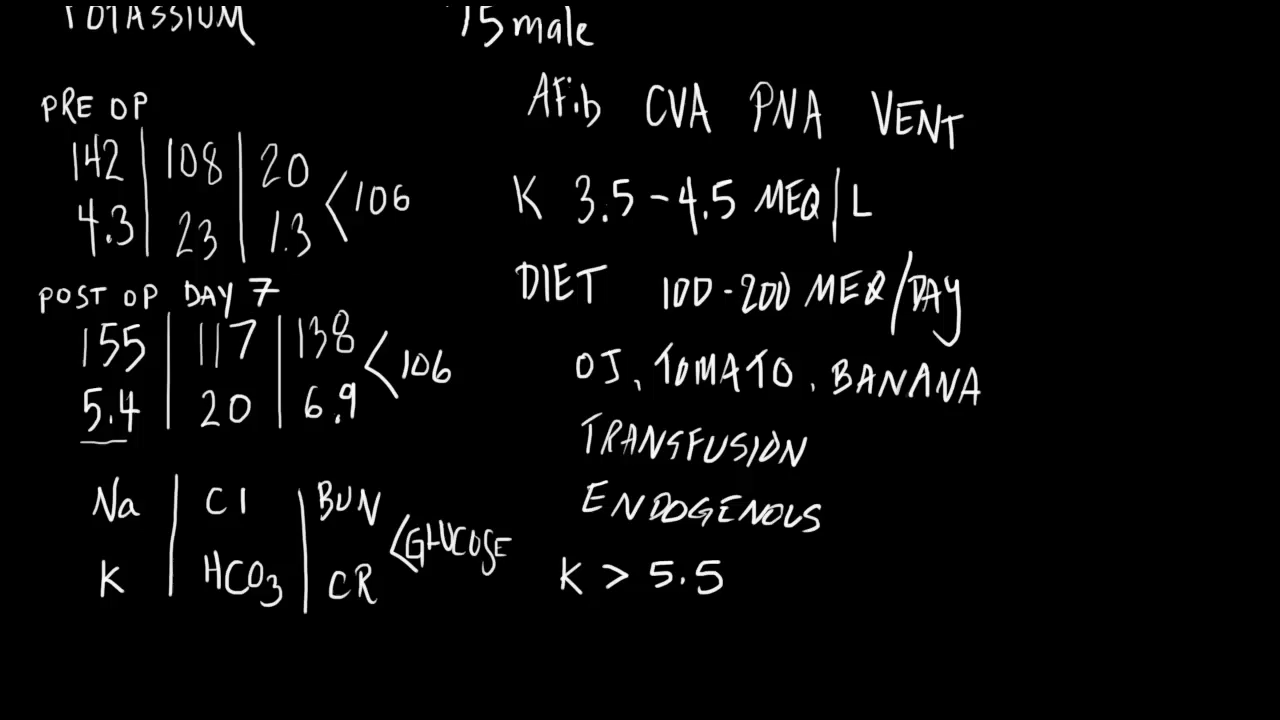 POTASSIUM
75 male
PRE OP
142 | 108 | 20 < 106
4.3 | 23 | 1.3
POST OP DAY 7
155 | 117 | 138 < 106
5.4 | 20 | 6.9
Na | Cl | BUN < GLUCOSE
K | HCO3 | CR
AFib CVA PNA VENT
K 3.5 - 4.5 MEQ/L
DIET 100 - 200 MEQ/DAY
OJ, TOMATO, BANANA
TRANSFUSION
ENDOGENOUS
K > 5.5